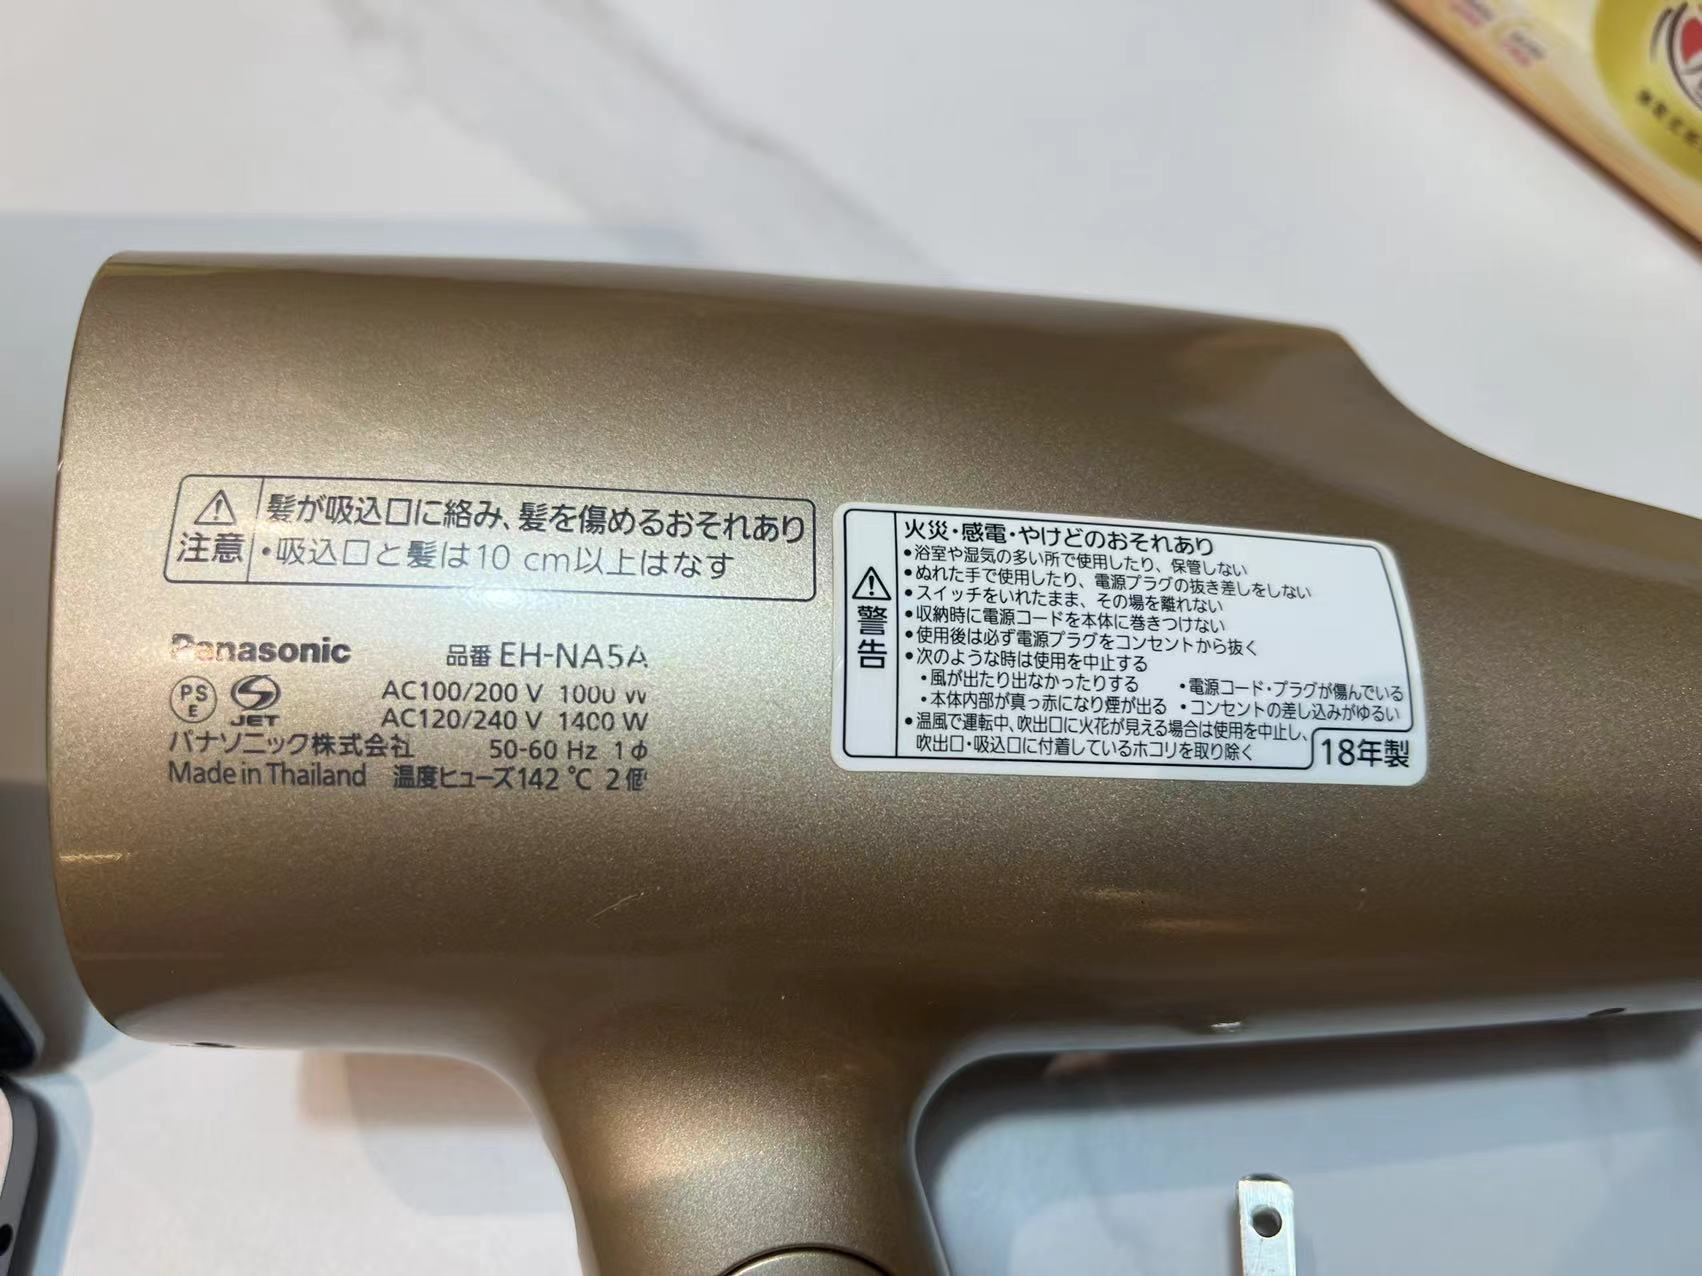 ⚠ 注意
髪が吸込口に絡み、髪を傷めるおそれあり
・吸込口と髪は10 cm以上はなす
Panasonic
品番 EH-NA5A
PS E
JET
AC100/200 V 1000 W
AC120/240 V 1400 W
パナソニック株式会社 50-60 Hz 1φ
Made in Thailand 温度ヒューズ142 ℃ 2個
⚠ 警告
火災・感電・やけどのおそれあり
•浴室や湿気の多い所で使用したり、保管しない
•ぬれた手で使用したり、電源プラグの抜き差しをしない
•スイッチをいれたまま、その場を離れない
•収納時に電源コードを本体に巻きつけない
•使用後は必ず電源プラグをコンセントから抜く
•次のような時は使用を中止する
・風が出たり出なかったりする ・電源コード・プラグが傷んでいる
・本体内部が真っ赤になり煙が出る ・コンセントの差し込みがゆるい
•温風で運転中、吹出口に火花が見える場合は使用を中止し、
吹出口・吸込口に付着しているホコリを取り除く
18年製